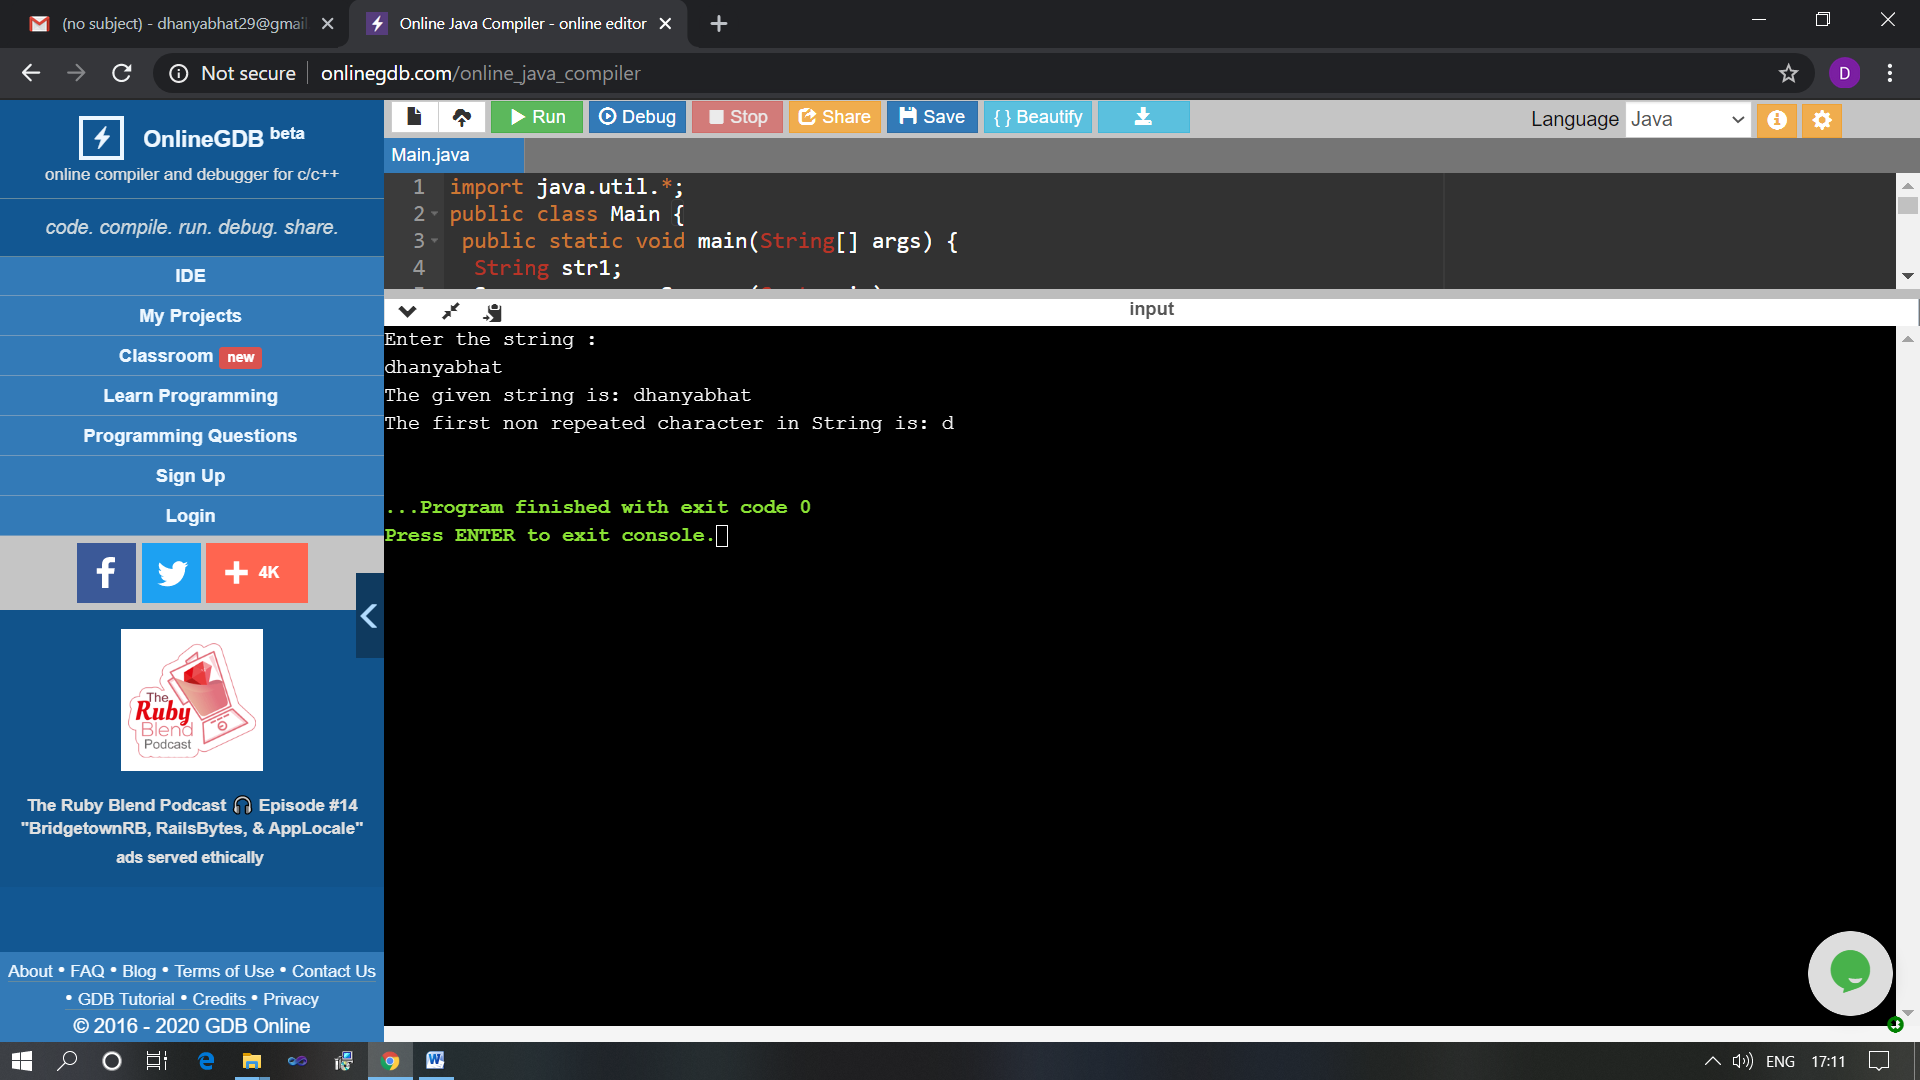 (no subject) - dhanyabhat29@gmai
Online Java Compiler - online editor
Not secure
onlinegdb.com/online_java_compiler
D
OnlineGDB beta
online compiler and debugger for c/c++
code. compile. run. debug. share.
IDE
My Projects
Classroom new
Learn Programming
Programming Questions
Sign Up
Login
f
+ 4K
The
Ruby
Blend
Podcast
The Ruby Blend Podcast 🎧 Episode #14
"BridgetownRB, RailsBytes, & AppLocale"
ads served ethically
About • FAQ • Blog • Terms of Use • Contact Us
• GDB Tutorial • Credits • Privacy
© 2016 - 2020 GDB Online
Run
Debug
Stop
Share
Save
{ } Beautify
Language
Java
Main.java
1 import java.util.*;
2 public class Main {
3 public static void main(String[] args) {
4 String str1;
input
Enter the string :
dhanyabhat
The given string is: dhanyabhat
The first non repeated character in String is: d
...Program finished with exit code 0
Press ENTER to exit console.
ENG
17:11